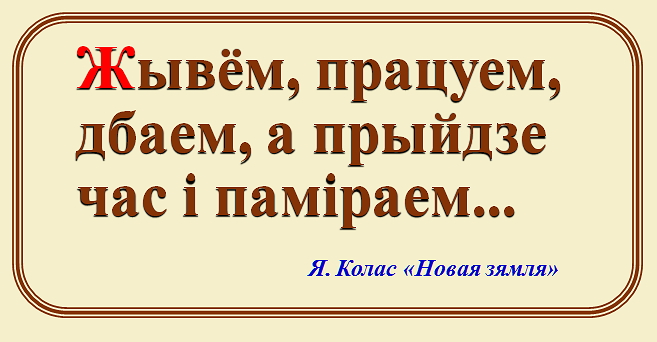 Жывём, працуем,
дбаем, а прыйдзе
час і паміраем...
Я. Колас «Новая зямля»